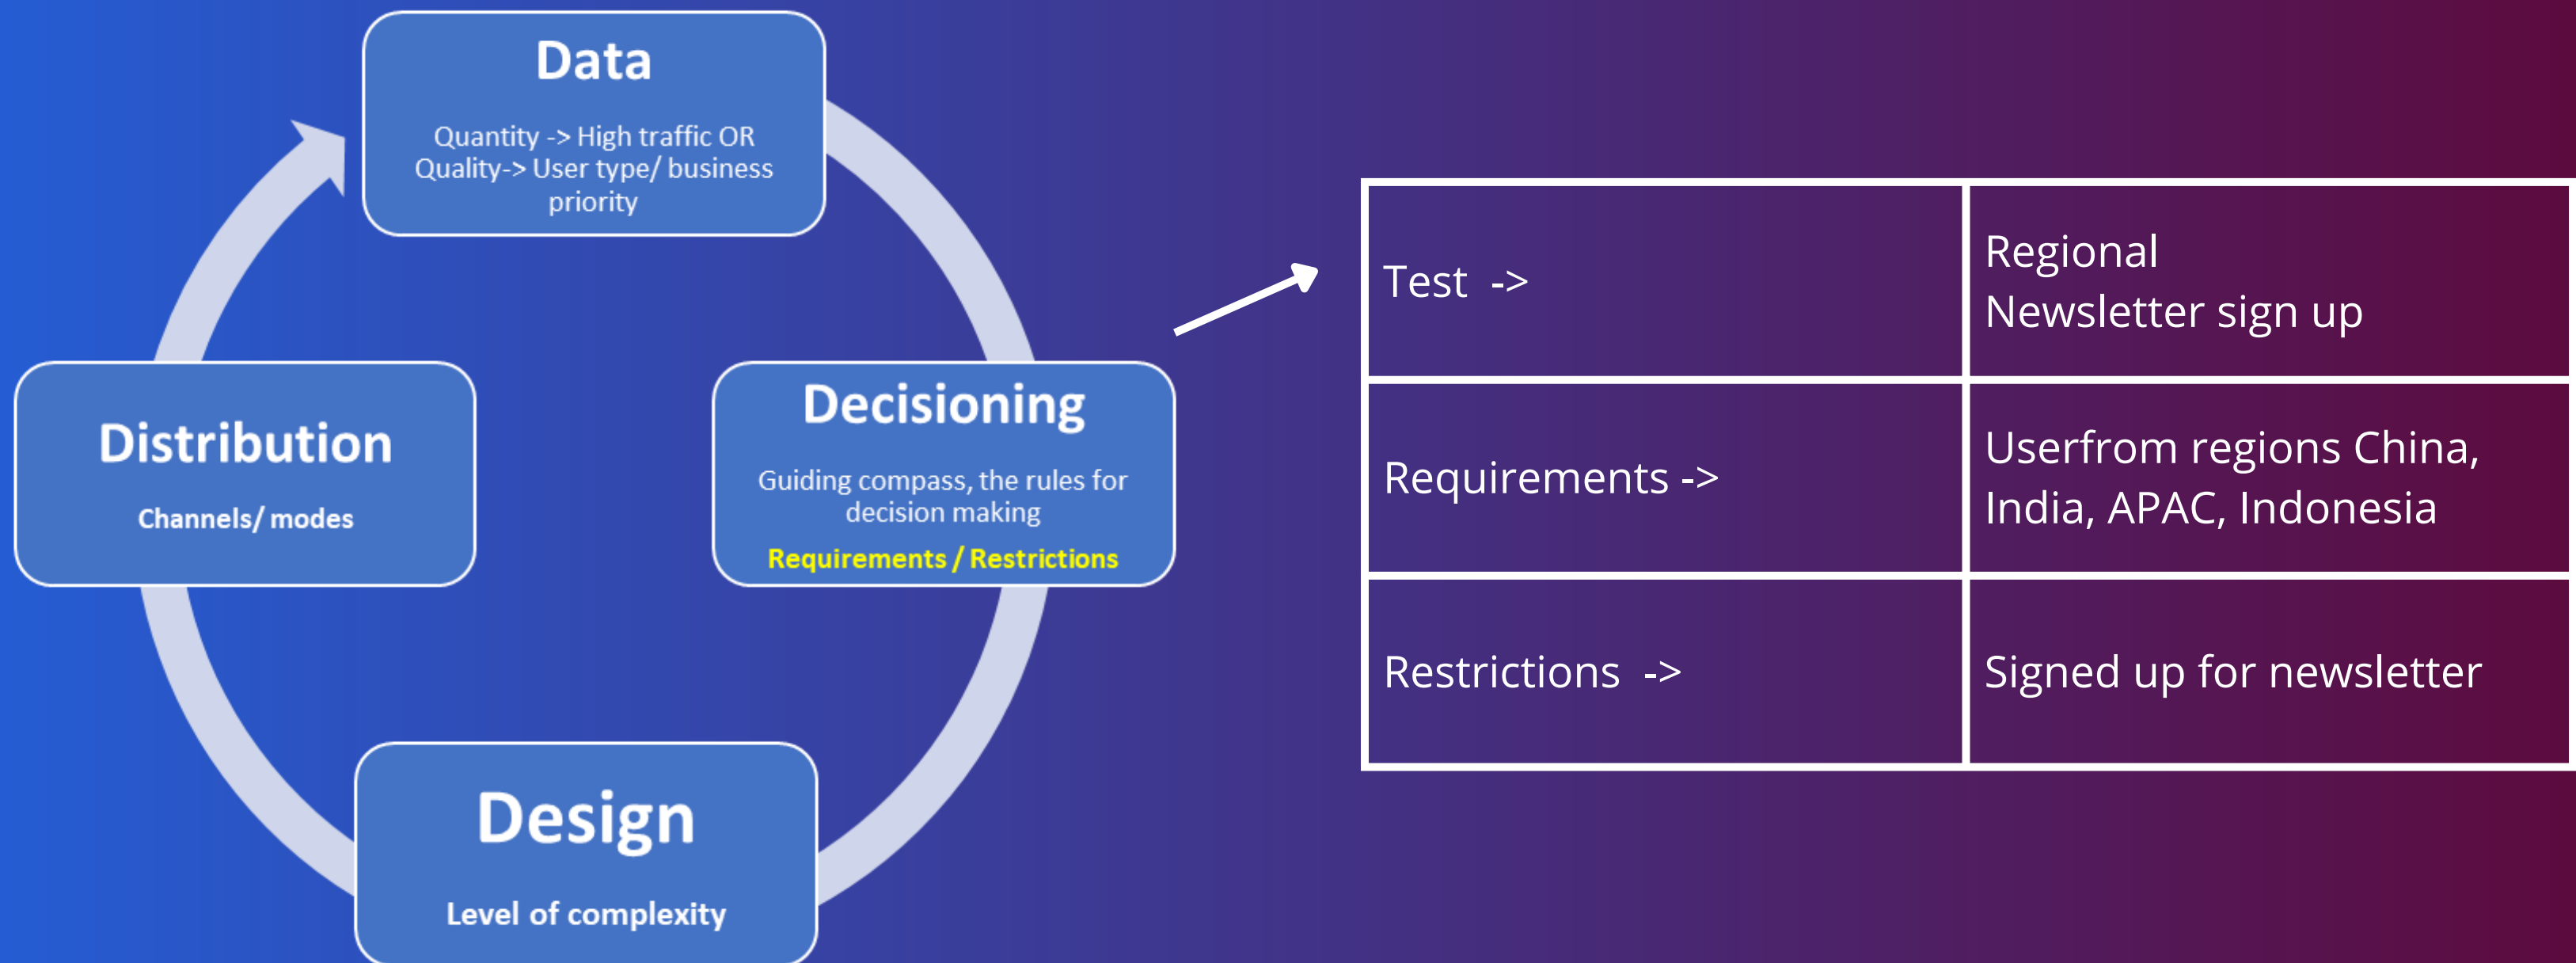 Data
Quantity -> High traffic OR
Quality-> User type/ business
priority
Decisioning
Guiding compass, the rules for
decision making
Requirements / Restrictions
Design
Level of complexity
Distribution
Channels/ modes
Test ->
Regional
Newsletter sign up
Requirements ->
Userfrom regions China,
India, APAC, Indonesia
Restrictions ->
Signed up for newsletter